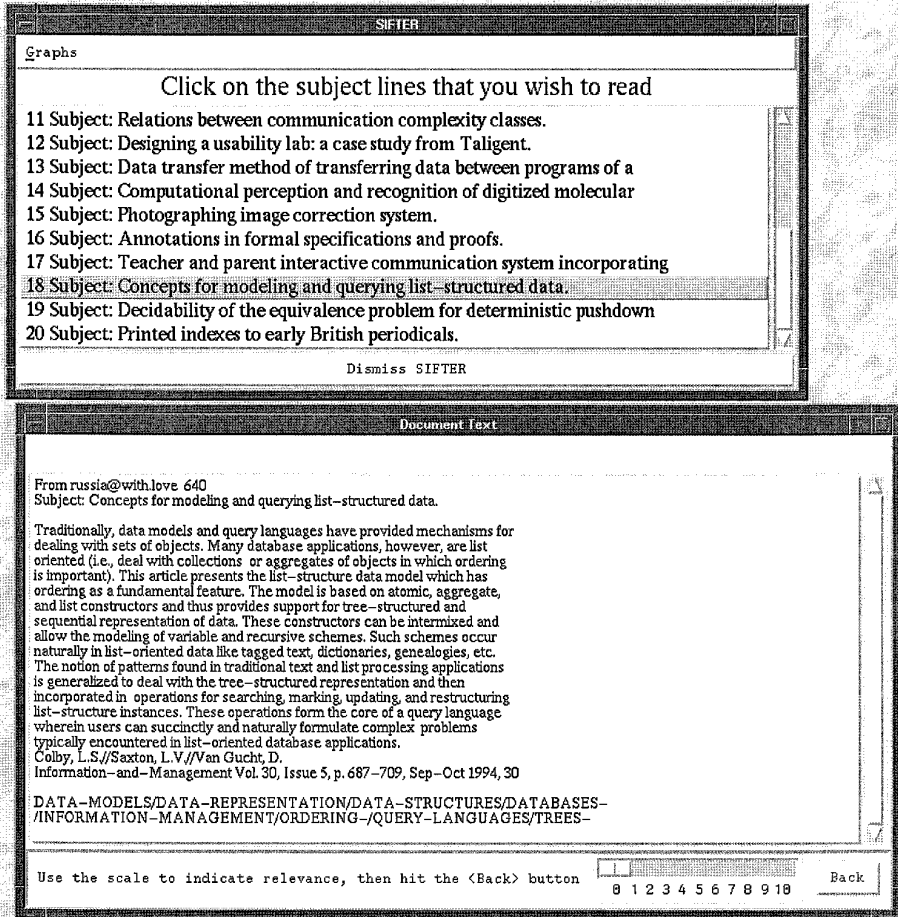 SIFTER
Graphs
Click on the subject lines that you wish to read
11 Subject: Relations between communication complexity classes.
12 Subject: Designing a usability lab: a case study from Taligent.
13 Subject: Data transfer method of transferring data between programs of a
14 Subject: Computational perception and recognition of digitized molecular
15 Subject: Photographing image correction system.
16 Subject: Annotations in formal specifications and proofs.
17 Subject: Teacher and parent interactive communication system incorporating
18 Subject: Concepts for modeling and querying list-structured data.
19 Subject: Decidability of the equivalence problem for deterministic pushdown
20 Subject: Printed indexes to early British periodicals.
Dismiss SIFTER
Document Text
From russia@with.love 640
Subject: Concepts for modeling and querying list-structured data.
Traditionally, data models and query languages have provided mechanisms for
dealing with sets of objects. Many database applications, however, are list
oriented (i.e., deal with collections or aggregates of objects in which ordering
is important). This article presents the list-structure data model which has
ordering as a fundamental feature. The model is based on atomic, aggregate,
and list constructors and thus provides support for tree-structured and
sequential representation of data. These constructors can be intermixed and
allow the modeling of variable and recursive schemes. Such schemes occur
naturally in list-oriented data like tagged text, dictionaries, genealogies, etc.
The notion of patterns found in traditional text and list processing applications
is generalized to deal with the tree-structured representation and then
incorporated in operations for searching, marking, updating, and restructuring
list-structure instances. These operations form the core of a query language
wherein users can succinctly and naturally formulate complex problems
typically encountered in list-oriented database applications.
Colby, L.S,//Saxton, L.V,//Van Gucht, D.
Information-and-Management Vol. 30, Issue 5, p. 687-709, Sep-Oct 1994, 30
DATA-MODELS/DATA-REPRESENTATION/DATA-STRUCTURES/DATABASES-
/INFORMATION-MANAGEMENT/ORDERING-/QUERY-LANGUAGES/TREES-
Use the scale to indicate relevance, then hit the <Back> button
0 1 2 3 4 5 6 7 8 9 10
Back